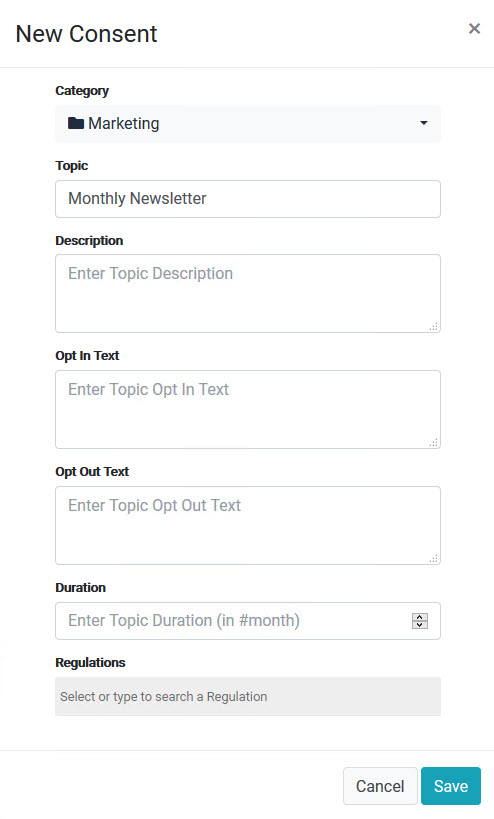 New Consent
×
Category
Marketing
Topic
Monthly Newsletter
Description
Enter Topic Description
Opt In Text
Enter Topic Opt In Text
Opt Out Text
Enter Topic Opt Out Text
Duration
Enter Topic Duration (in #month)
Regulations
Select or type to search a Regulation
Cancel Save